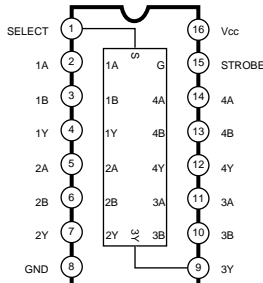 SELECT 1 S 16 Vcc
1A 2 1A G 15 STROBE
1B 3 1B 4A 14 4A
1Y 4 1Y 4B 13 4B
2A 5 2A 4Y 12 4Y
2B 6 2B 3A 11 3A
2Y 7 2Y 3Y 3B 10 3B
GND 8 9 3Y